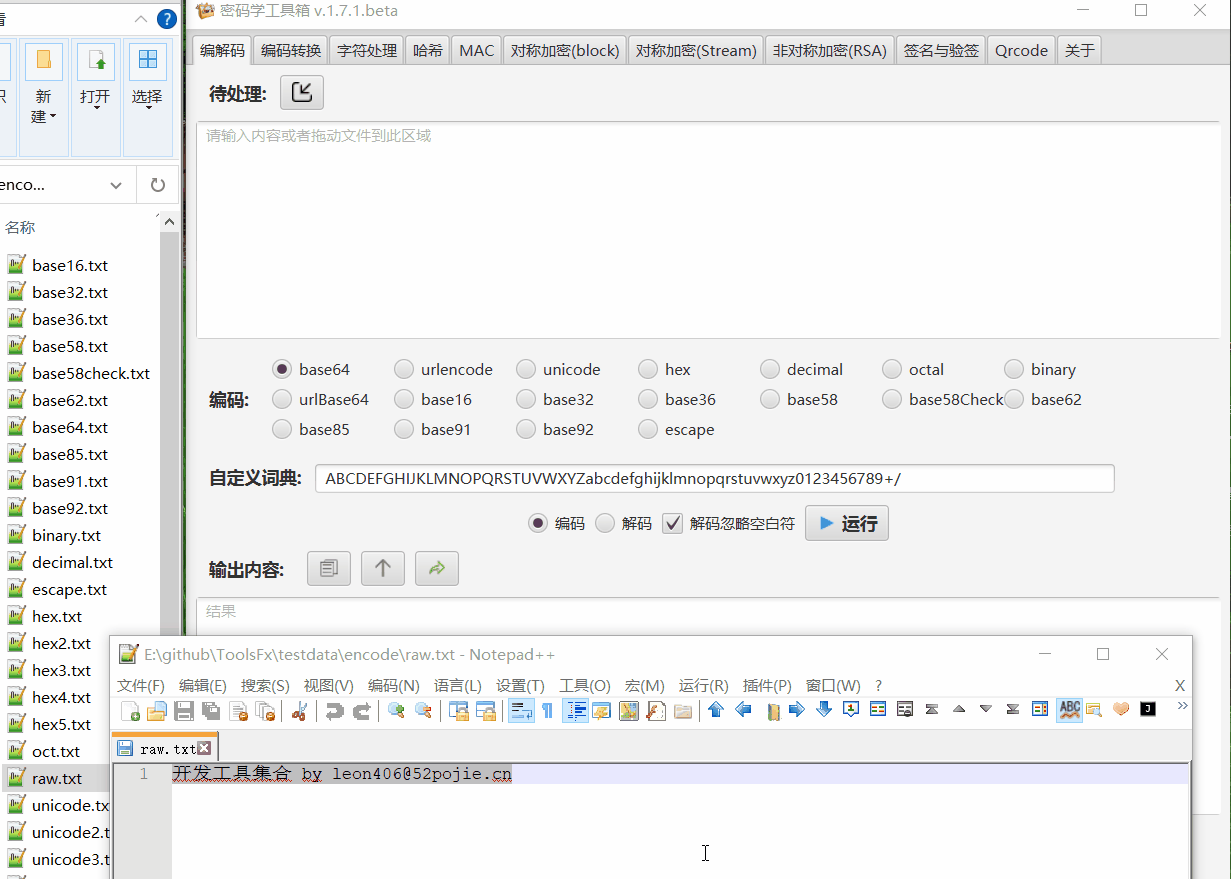 看
?
新建
打开
选择
enco...
名称
base16.txt
base32.txt
base36.txt
base58.txt
base58check.txt
base62.txt
base64.txt
base85.txt
base91.txt
base92.txt
binary.txt
decimal.txt
escape.txt
hex.txt
hex2.txt
hex3.txt
hex4.txt
hex5.txt
oct.txt
raw.txt
unicode.tx
unicode2.t
unicode3.t
密码学工具箱 v.1.7.1.beta
编解码 编码转换 字符处理 哈希 MAC 对称加密(block) 对称加密(Stream) 非对称加密(RSA) 签名与验签 Qrcode 关于
待处理:
请输入内容或者拖动文件到此区域
编码:
base64 urlencode unicode hex decimal octal binary
urlBase64 base16 base32 base36 base58 base58Check base62
base85 base91 base92 escape
自定义词典: ABCDEFGHIJKLMNOPQRSTUVWXYZabcdefghijklmnopqrstuvwxyz0123456789+/
编码 解码 解码忽略空白符 运行
输出内容:
结果
E:\github\ToolsFx\testdata\encode\raw.txt - Notepad++
文件(F) 编辑(E) 搜索(S) 视图(V) 编码(N) 语言(L) 设置(T) 工具(O) 宏(M) 运行(R) 插件(P) 窗口(W) ? X
ABC
raw.txt
1 开发工具集合 by leon406@52pojie.cn